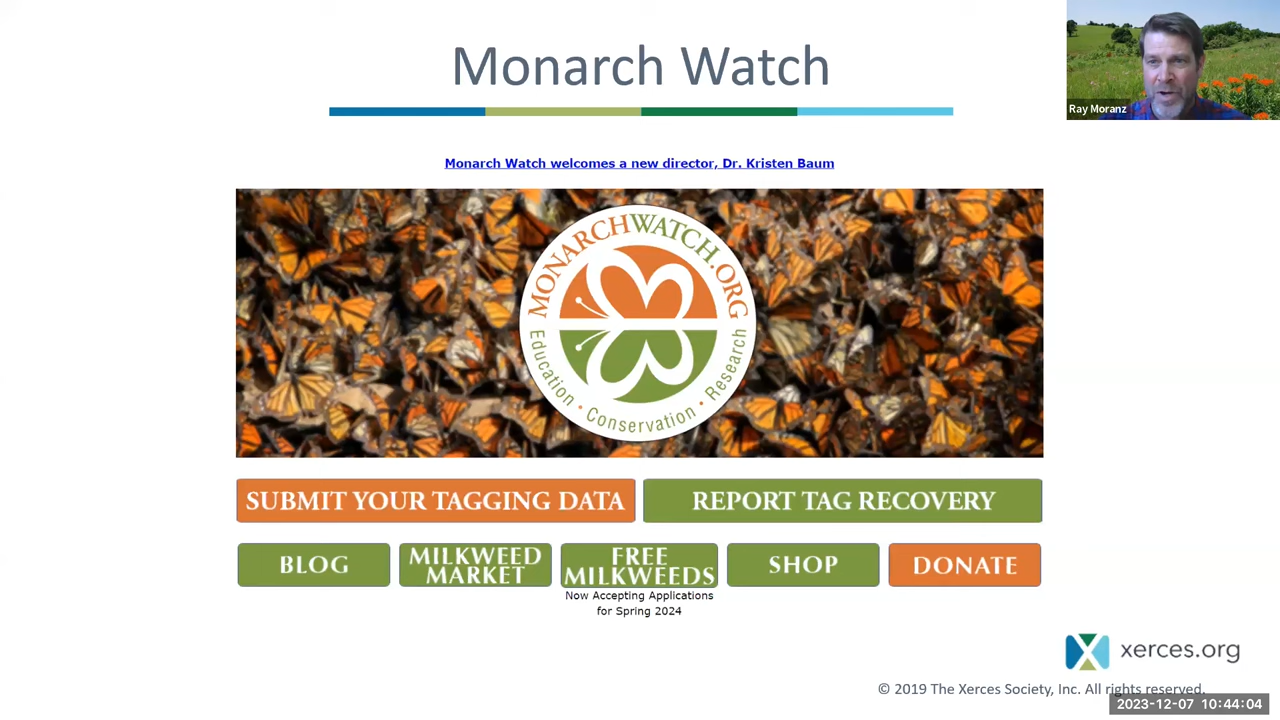 Monarch Watch
Ray Moranz
Monarch Watch welcomes a new director, Dr. Kristen Baum
MONARCHWATCH.ORG
Education • Conservation • Research
SUBMIT YOUR TAGGING DATA
REPORT TAG RECOVERY
BLOG
MILKWEED
MARKET
FREE
MILKWEEDS
SHOP
DONATE
Now Accepting Applications
for Spring 2024
xerces.org
© 2019 The Xerces Society, Inc. All rights reserved.
2023-12-07 10:44:04